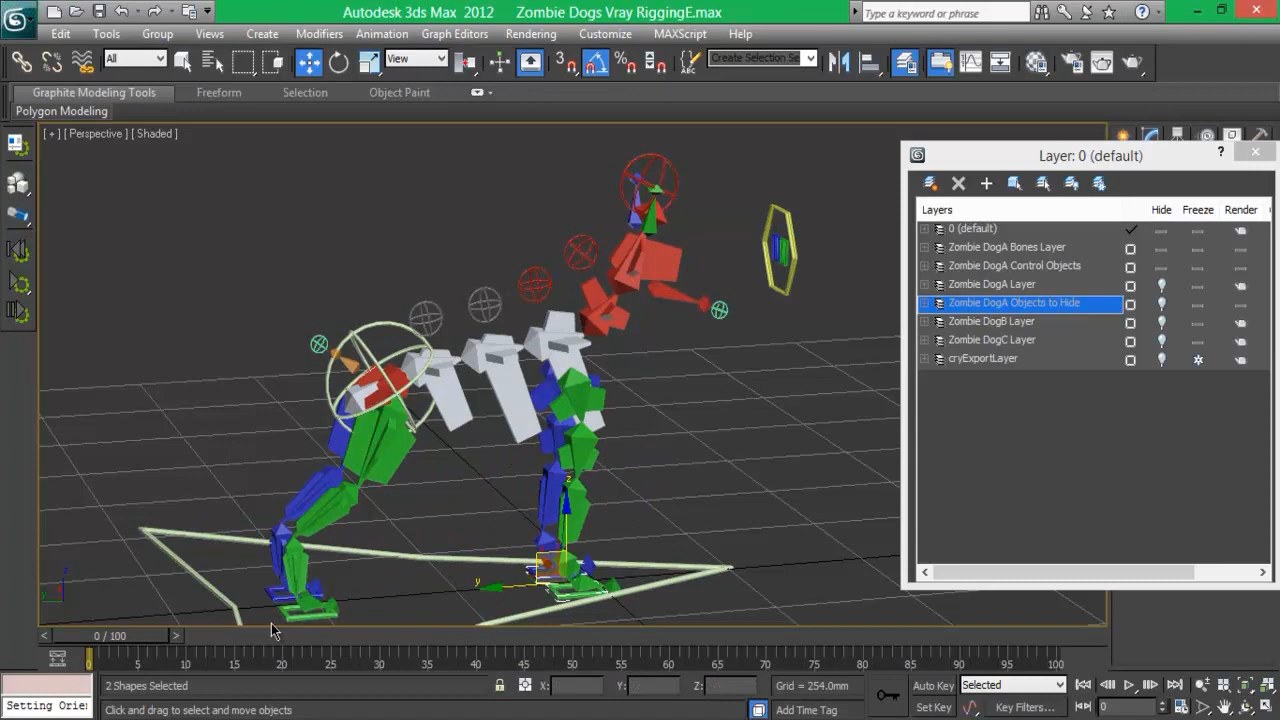 Autodesk 3ds Max 2012 Zombie Dogs Vray RiggingE.max
Type a keyword or phrase
Edit Tools Group Views Create Modifiers Animation Graph Editors Rendering Customize MAXScript Help
All View 3 Create Selection Se
Graphite Modeling Tools Freeform Selection Object Paint
Polygon Modeling
[ + ] [ Perspective ] [ Shaded ]
Layer: 0 (default)
Layers Hide Freeze Render
0 (default)
Zombie DogA Bones Layer
Zombie DogA Control Objects
Zombie DogA Layer
Zombie DogA Objects to Hide
Zombie DogB Layer
Zombie DogC Layer
cryExportLayer
z
y
z
y
< 0 / 100 >
0 5 10 15 20 25 30 35 40 45 50 55 60 65 70 75 80 85 90 95 100
2 Shapes Selected X: Y: Z: Grid = 254.0mm Auto Key Selected
Setting Orie Click and drag to select and move objects Add Time Tag Set Key Key Filters... 0